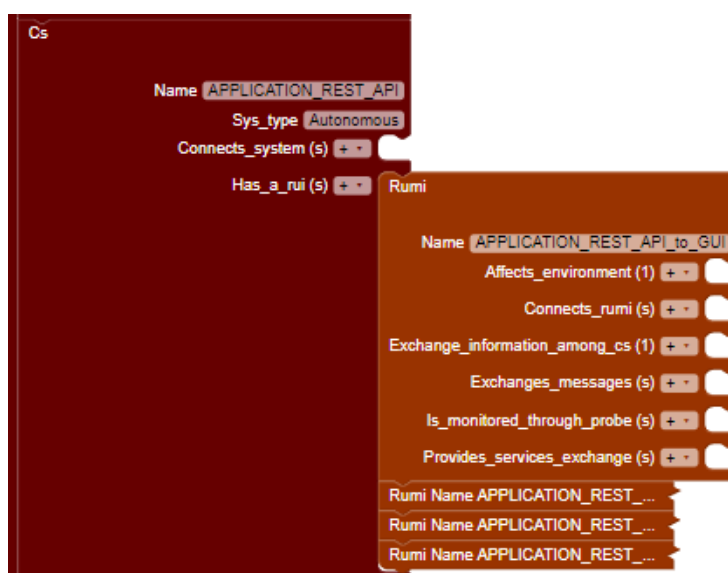 Cs
Name APPLICATION_REST_API
Sys_type Autonomous
Connects_system (s) +
Has_a_rui (s) + Rumi
Name APPLICATION_REST_API_to_GUI
Affects_environment (1) +
Connects_rumi (s) +
Exchange_information_among_cs (1) +
Exchanges_messages (s) +
Is_monitored_through_probe (s) +
Provides_services_exchange (s) +
Rumi Name APPLICATION_REST_...
Rumi Name APPLICATION_REST_...
Rumi Name APPLICATION_REST_...